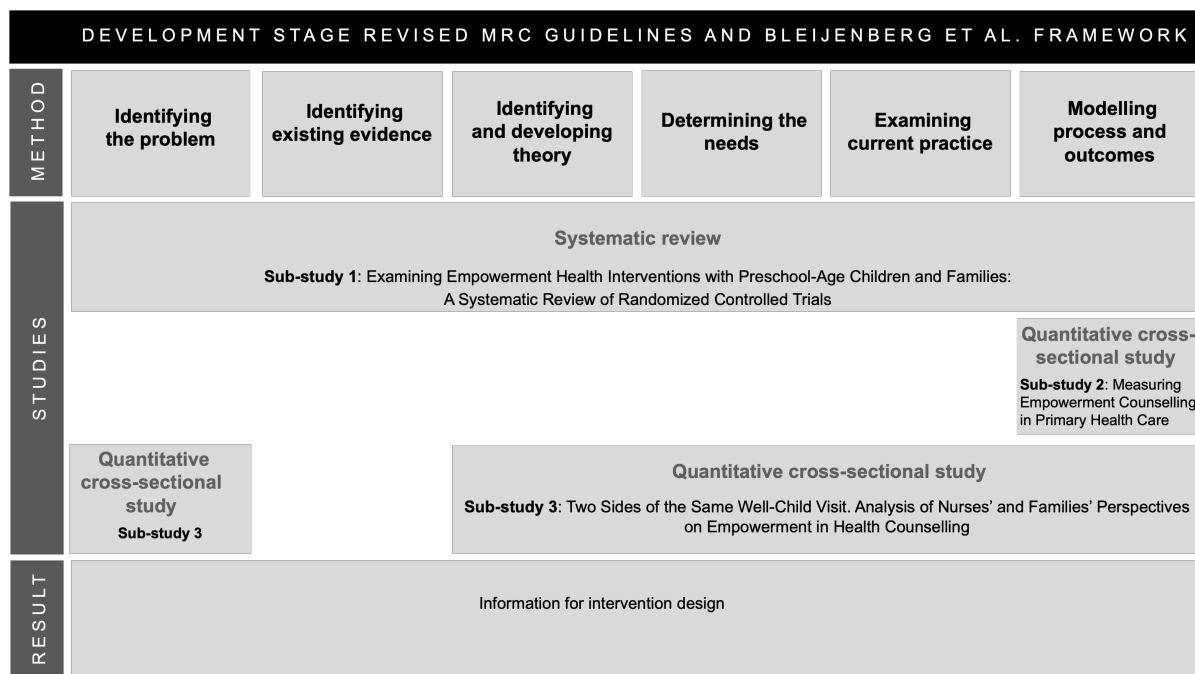 DEVELOPMENT STAGE REVISED MRC GUIDELINES AND BLEIJENBERG ET AL. FRAMEWORK
METHOD
Identifying
the problem
Identifying
existing evidence
Identifying
and developing
theory
Determining the
needs
Examining
current practice
Modelling
process and
outcomes
STUDIES
Systematic review
Sub-study 1: Examining Empowerment Health Interventions with Preschool-Age Children and Families:
A Systematic Review of Randomized Controlled Trials
Quantitative cross-
sectional study
Sub-study 2: Measuring
Empowerment Counselling
in Primary Health Care
Quantitative
cross-sectional
study
Sub-study 3
Quantitative cross-sectional study
Sub-study 3: Two Sides of the Same Well-Child Visit. Analysis of Nurses’ and Families’ Perspectives
on Empowerment in Health Counselling
RESULT
Information for intervention design